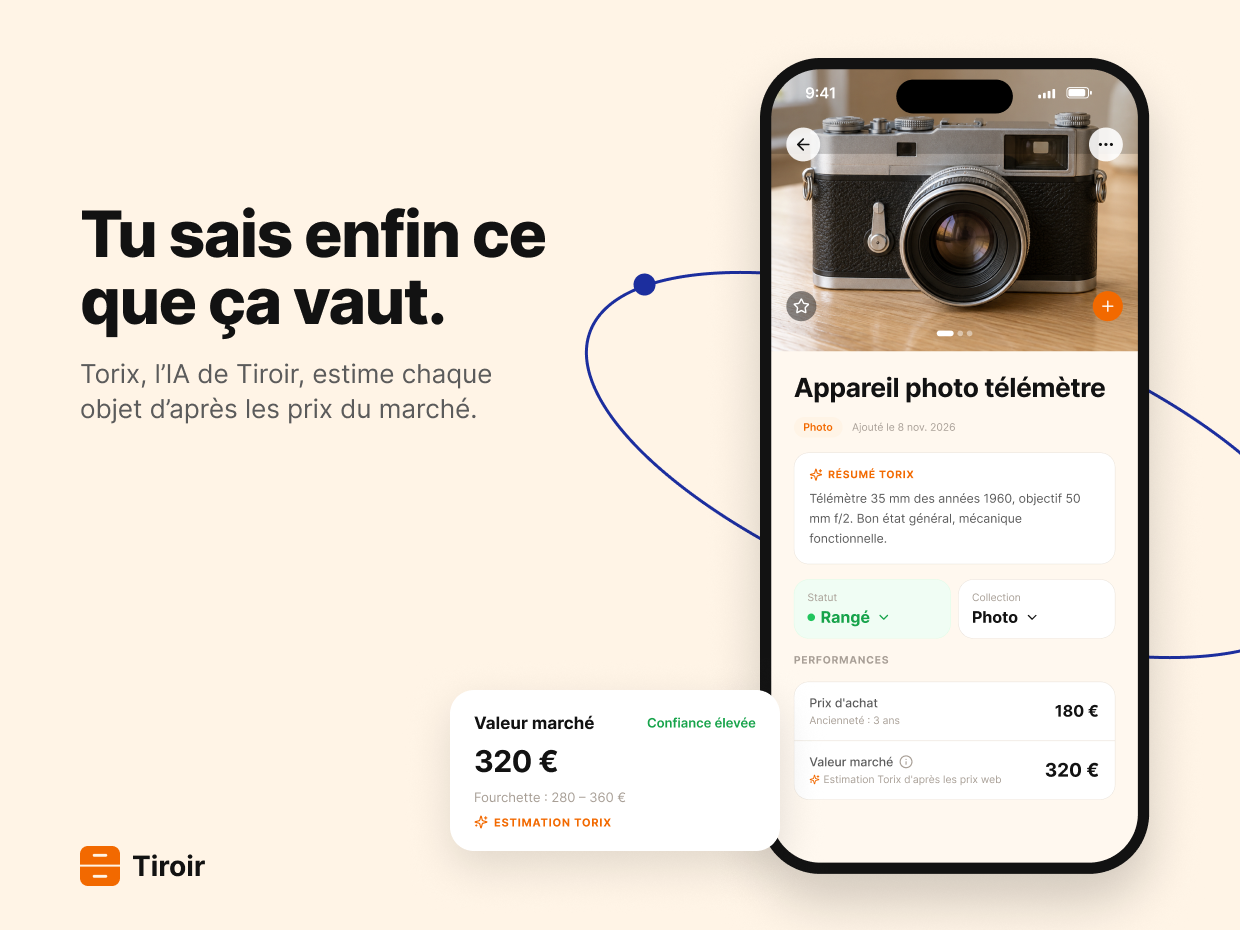 Tu sais enfin ce
que ça vaut.
Torix, l’IA de Tiroir, estime chaque
objet d’après les prix du marché.
9:41
Appareil photo télémètre
Photo
Ajouté le 8 nov. 2026
RÉSUMÉ TORIX
Télémètre 35 mm des années 1960, objectif 50
mm f/2. Bon état général, mécanique
fonctionnelle.
Statut
Rangé
Collection
Photo
PERFORMANCES
Prix d'achat
Ancienneté : 3 ans
180 €
Valeur marché
Estimation Torix d'après les prix web
320 €
Valeur marché
Confiance élevée
320 €
Fourchette : 280 – 360 €
ESTIMATION TORIX
Tiroir